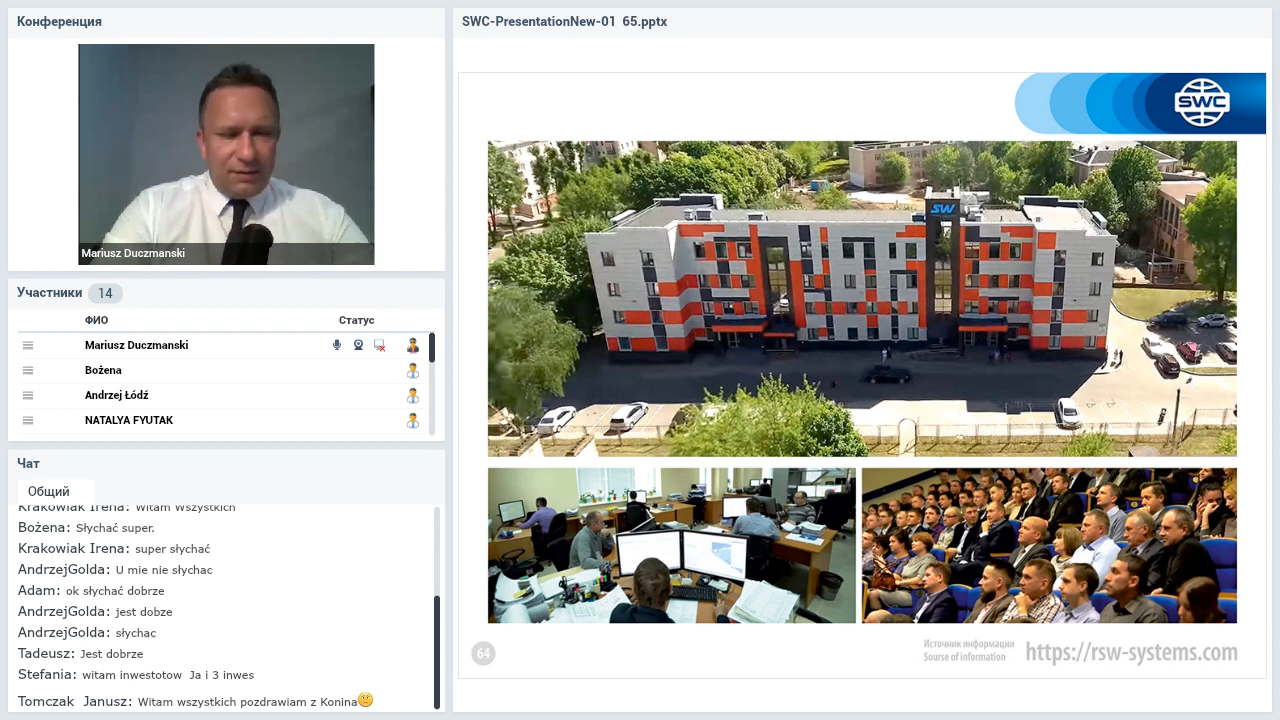 Конференция
Mariusz Duczmanski
Участники 14
ФИО Статус
Mariusz Duczmanski
Bożena
Andrzej Łódź
NATALYA FYUTAK
Чат
Общий
Krakowiak Irena: witam wszystkich
Bożena: Słychać super.
Krakowiak Irena: super słychać
AndrzejGolda: U mie nie słychac
Adam: ok słychać dobrze
AndrzejGolda: jest dobze
AndrzejGolda: słychac
Tadeusz: Jest dobrze
Stefania: witam inwestotow Ja i 3 inwes
Tomczak Janusz: Witam wszystkich pozdrawiam z Konina
SWC-PresentationNew-01 65.pptx
SWC
SW
64
Источник информации
Sourse of information
https://rsw-systems.com